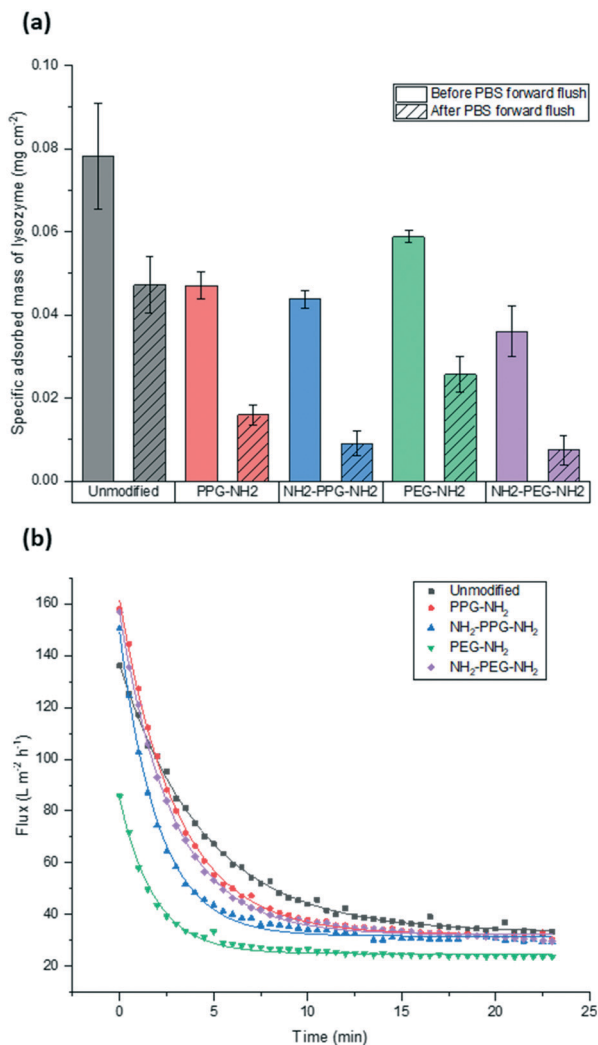 (a)
Specific adsorbed mass of lysozyme (mg cm-2)
0.10
0.08
0.06
0.04
0.02
0.00
Before PBS forward flush
After PBS forward flush
Unmodified PPG-NH2 NH2-PPG-NH2 PEG-NH2 NH2-PEG-NH2
(b)
Flux (L m-2 h-1)
160
140
120
100
80
60
40
20
Unmodified
PPG-NH2
NH2-PPG-NH2
PEG-NH2
NH2-PEG-NH2
0 5 10 15 20 25
Time (min)